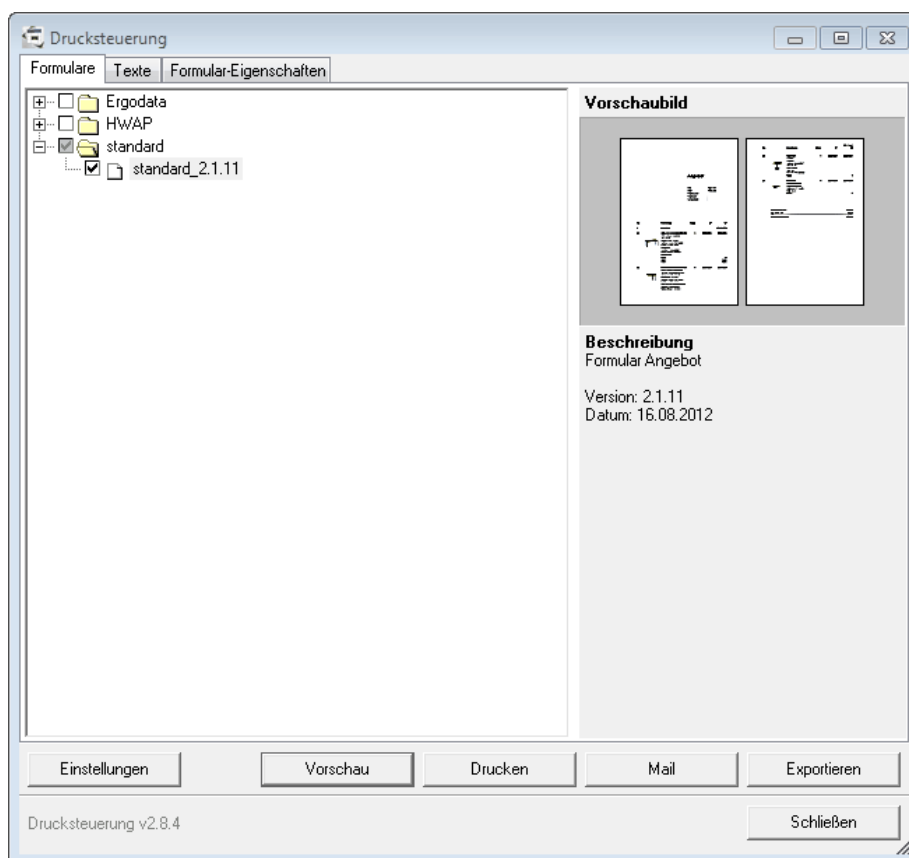 Drucksteuerung
Formulare Texte Formular-Eigenschaften
Ergodata
HWAP
standard
standard_2.1.11
Vorschaubild
Beschreibung
Formular Angebot
Version: 2.1.11
Datum: 16.08.2012
Einstellungen Vorschau Drucken Mail Exportieren
Drucksteuerung v2.8.4 Schließen